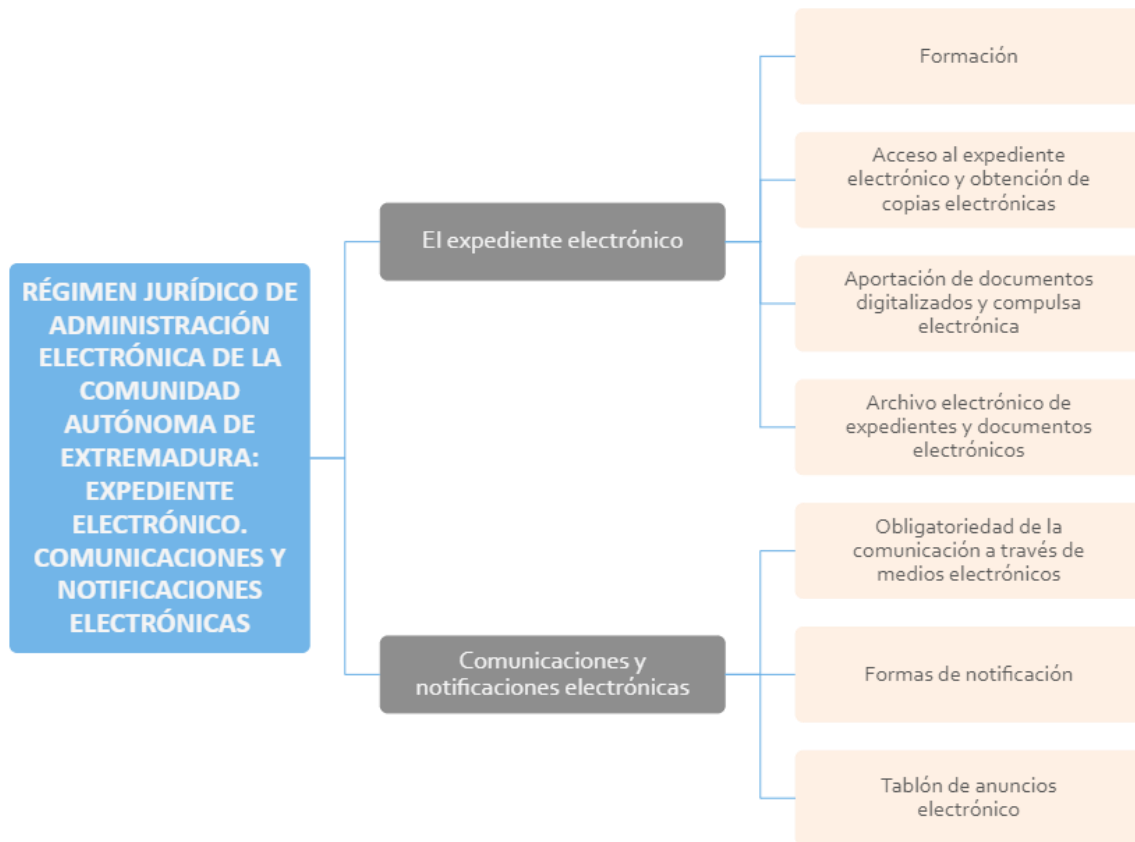 RÉGIMEN JURÍDICO DE
ADMINISTRACIÓN
ELECTRÓNICA DE LA
COMUNIDAD
AUTÓNOMA DE
EXTREMADURA:
EXPEDIENTE
ELECTRÓNICO.
COMUNICACIONES Y
NOTIFICACIONES
ELECTRÓNICAS
El expediente electrónico
Formación
Acceso al expediente
electrónico y obtención de
copias electrónicas
Aportación de documentos
digitalizados y compulsa
electrónica
Archivo electrónico de
expedientes y documentos
electrónicos
Comunicaciones y
notificaciones electrónicas
Obligatoriedad de la
comunicación a través de
medios electrónicos
Formas de notificación
Tablón de anuncios
electrónico